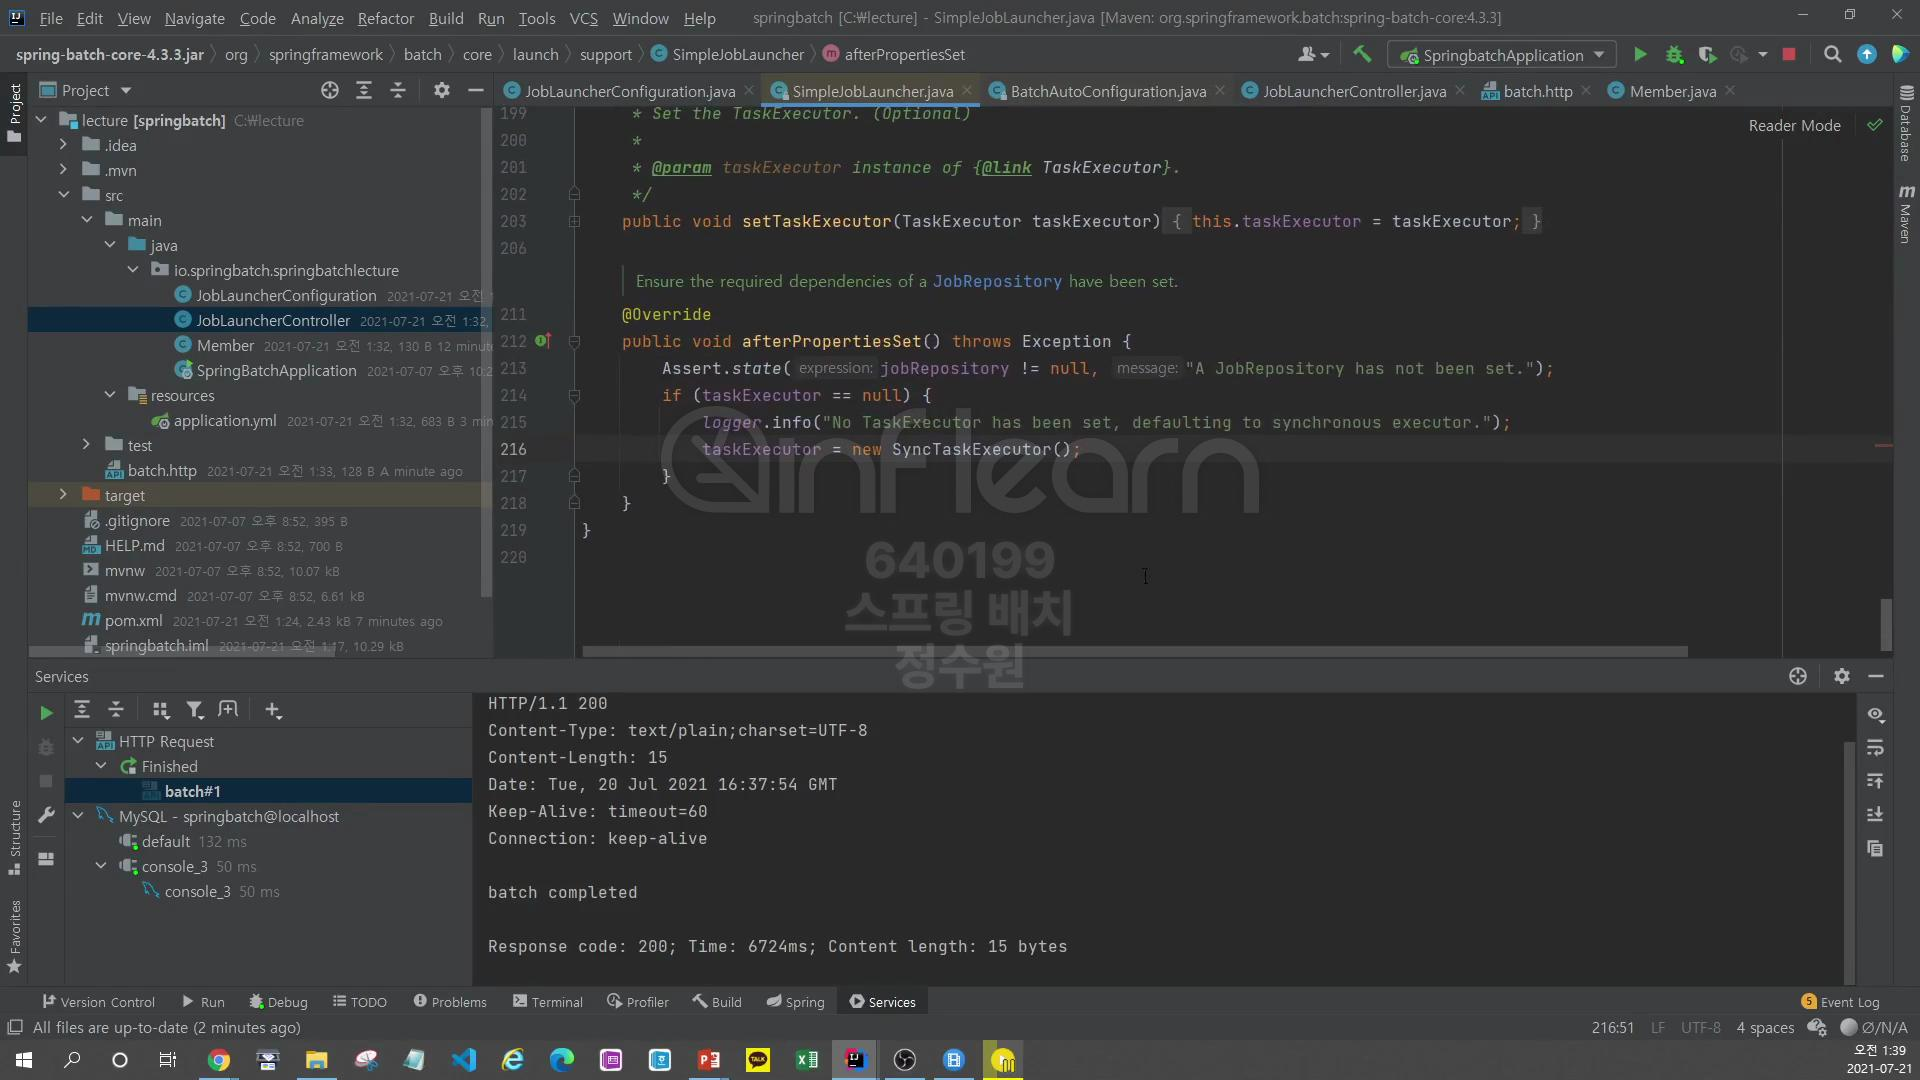 File Edit View Navigate Code Analyze Refactor Build Run Tools VCS Window Help springbatch [C:\lecture] - SimpleJobLauncher.java [Maven: org.springframework.batch:spring-batch-core:4.3.3]
spring-batch-core-4.3.3.jar org springframework batch core launch support SimpleJobLauncher afterPropertiesSet SpringbatchApplication
Project
JobLauncherConfiguration.java SimpleJobLauncher.java BatchAutoConfiguration.java JobLauncherController.java batch.http Member.java
Project
lecture [springbatch] C:\lecture
.idea
.mvn
src
main
java
io.springbatch.springbatchlecture
JobLauncherConfiguration 2021-07-21 오전 1
JobLauncherController 2021-07-21 오전 1:32,
Member 2021-07-21 오전 1:32, 130 B 12 minut
SpringBatchApplication 2021-07-07 오후 10:2
resources
application.yml 2021-07-21 오전 1:32, 683 B 3 min
test
batch.http 2021-07-21 오전 1:33, 128 B A minute ago
target
.gitignore 2021-07-07 오후 8:52, 395 B
HELP.md 2021-07-07 오후 8:52, 700 B
mvnw 2021-07-07 오후 8:52, 10.07 kB
mvnw.cmd 2021-07-07 오후 8:52, 6.61 kB
pom.xml 2021-07-21 오전 1:24, 2.43 kB 7 minutes ago
springbatch.iml 2021-07-21 오전 1:17, 10.29 kB
Reader Mode
199 * Set the TaskExecutor. (Optional)
200 *
201 * @param taskExecutor instance of {@link TaskExecutor}.
202 */
203 public void setTaskExecutor(TaskExecutor taskExecutor) { this.taskExecutor = taskExecutor; }
206
Ensure the required dependencies of a JobRepository have been set.
211 @Override
212 public void afterPropertiesSet() throws Exception {
213 Assert.state( expression: jobRepository != null, message: "A JobRepository has not been set.");
214 if (taskExecutor == null) {
215 logger.info("No TaskExecutor has been set, defaulting to synchronous executor.");
216 taskExecutor = new SyncTaskExecutor();
217 }
218 }
219 }
220
inflearn
640199
스프링 배치
정수원
Database
Maven
Structure
Favorites
Services
HTTP Request
Finished
batch#1
MySQL - springbatch@localhost
default 132 ms
console_3 50 ms
console_3 50 ms
HTTP/1.1 200
Content-Type: text/plain;charset=UTF-8
Content-Length: 15
Date: Tue, 20 Jul 2021 16:37:54 GMT
Keep-Alive: timeout=60
Connection: keep-alive
batch completed
Response code: 200; Time: 6724ms; Content length: 15 bytes
Version Control Run Debug TODO Problems Terminal Profiler Build Spring Services 5 Event Log
All files are up-to-date (2 minutes ago) 216:51 LF UTF-8 4 spaces Ø/N/A
오전 1:39
2021-07-21